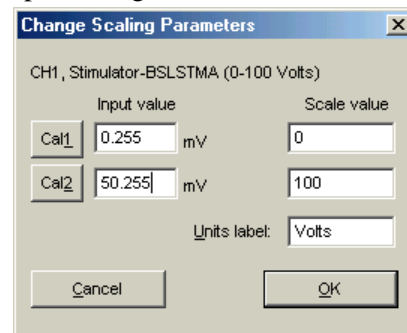 Change Scaling Parameters
CH1, Stimulator-BSLSTMA (0-100 Volts)
Input value Scale value
Cal1 0.255 mV 0
Cal2 50.255 mV 100
Units label: Volts
Cancel OK